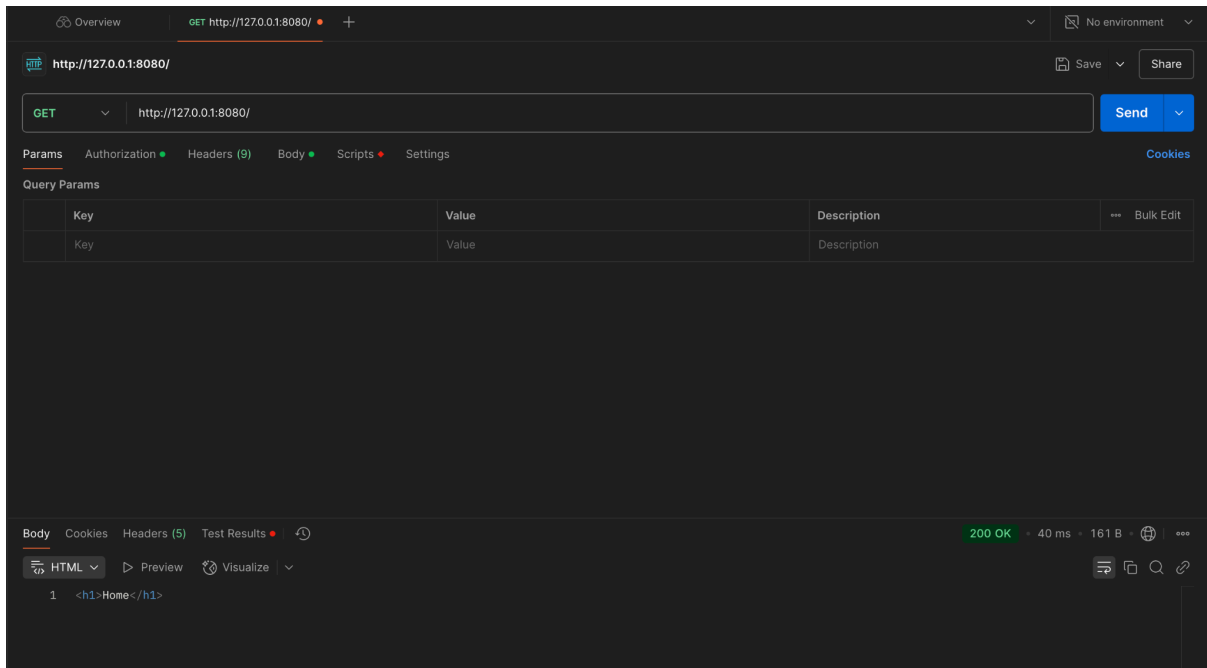 Overview GET http://127.0.0.1:8080/ No environment
HTTP http://127.0.0.1:8080/ Save Share
GET http://127.0.0.1:8080/ Send
Params Authorization Headers (9) Body Scripts Settings Cookies
Query Params
Key Value Description Bulk Edit
Key Value Description
Body Cookies Headers (5) Test Results 200 OK 40 ms 161 B
HTML Preview Visualize
1 <h1>Home</h1>